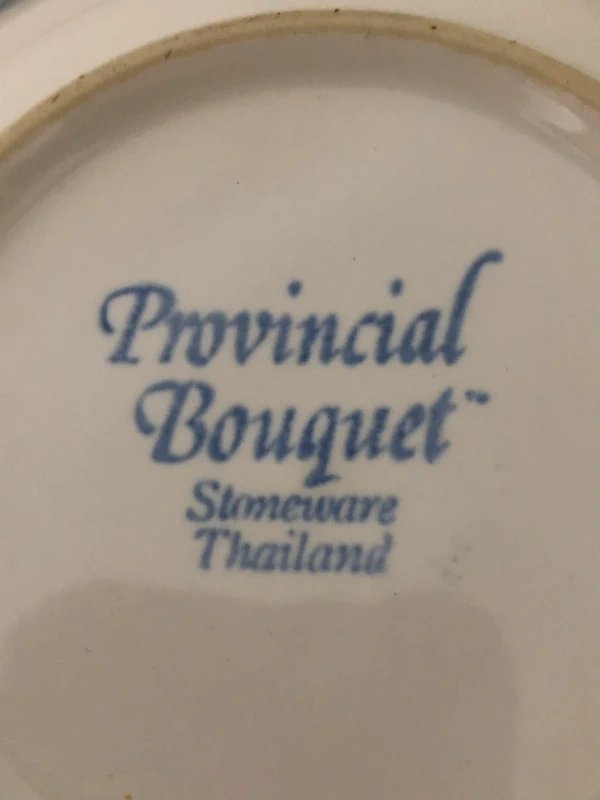 Provincial
Bouquet™
Stoneware
Thailand